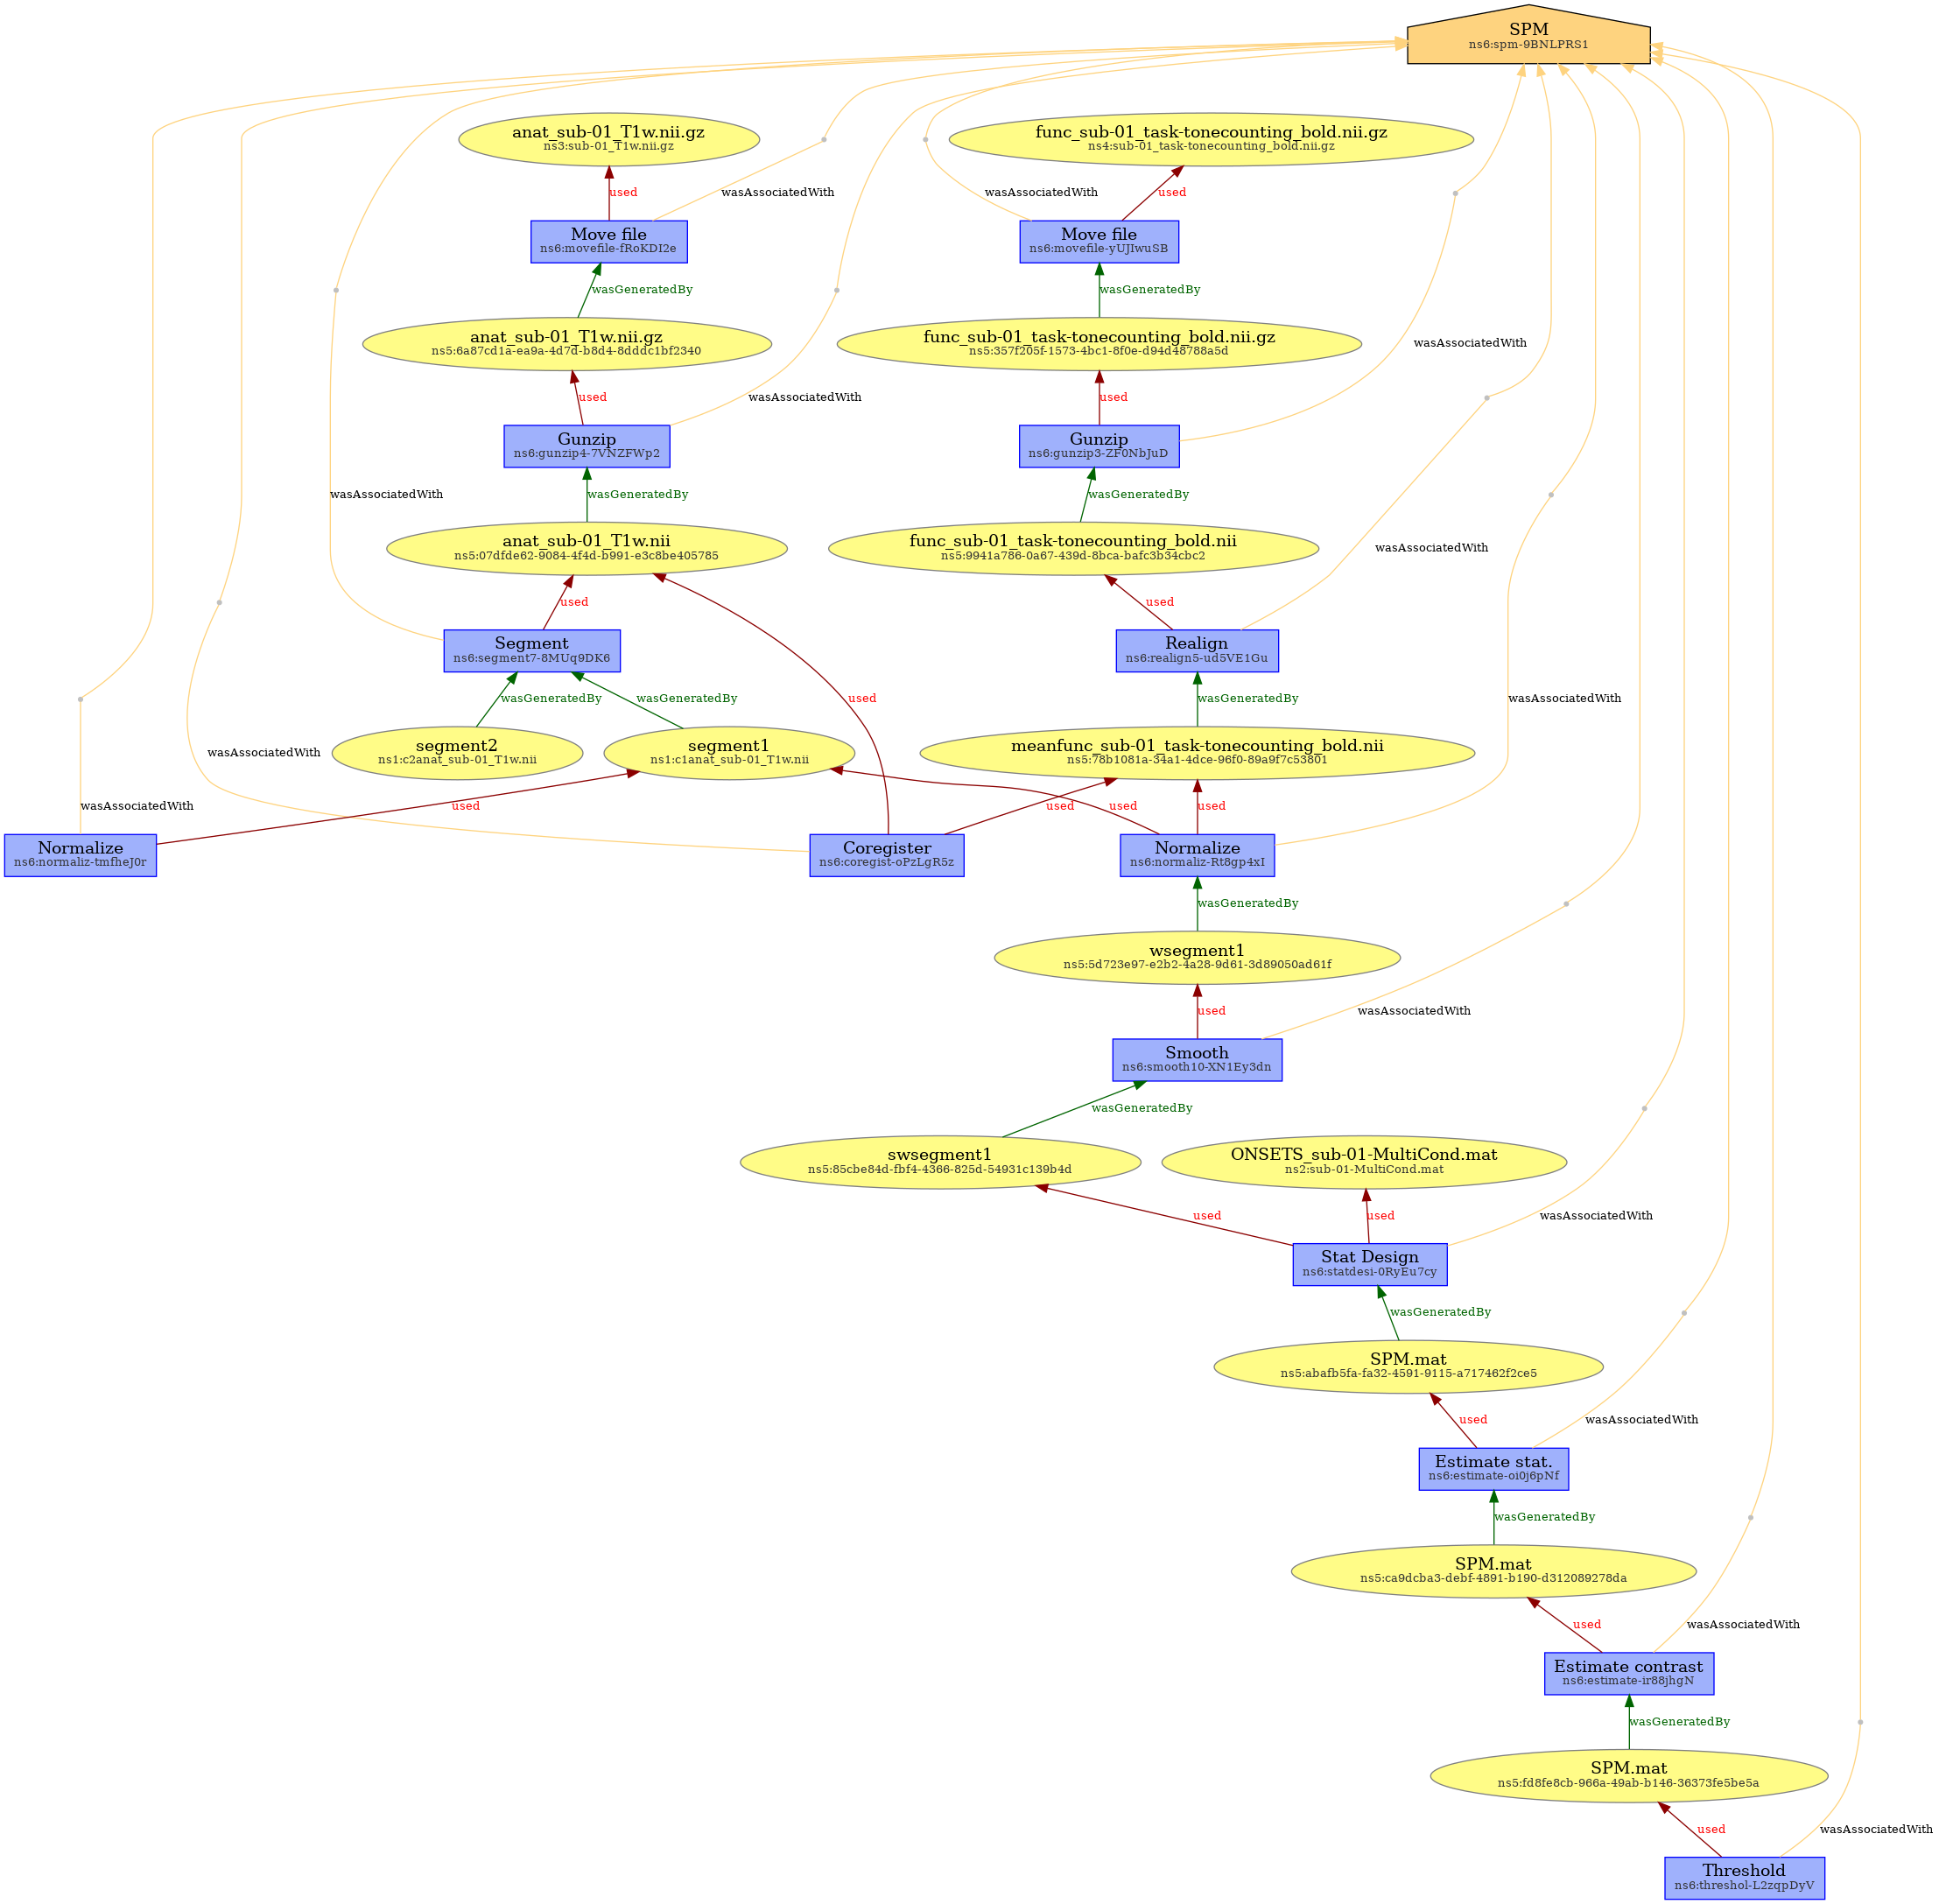 SPM
ns6:spm-9BNLPRS1
anat_sub-01_T1w.nii.gz
ns3:sub-01_T1w.nii.gz
func_sub-01_task-tonecounting_bold.nii.gz
ns4:sub-01_task-tonecounting_bold.nii.gz
used
wasAssociatedWith
wasAssociatedWith
used
Move file
ns6:movefile-fRoKDI2e
Move file
ns6:movefile-yUJIwuSB
wasGeneratedBy
wasGeneratedBy
anat_sub-01_T1w.nii.gz
ns5:6a87cd1a-ea9a-4d7d-b8d4-8dddc1bf2340
func_sub-01_task-tonecounting_bold.nii.gz
ns5:357f205f-1573-4bc1-8f0e-d94d48788a5d
wasAssociatedWith
used
wasAssociatedWith
used
Gunzip
ns6:gunzip4-7VNZFWp2
Gunzip
ns6:gunzip3-ZF0NbJuD
wasAssociatedWith
wasGeneratedBy
wasGeneratedBy
anat_sub-01_T1w.nii
ns5:07dfde62-9084-4f4d-b991-e3c8be405785
func_sub-01_task-tonecounting_bold.nii
ns5:9941a786-0a67-439d-8bca-bafc3b34cbc2
wasAssociatedWith
used
used
Segment
ns6:segment7-8MUq9DK6
Realign
ns6:realign5-ud5VE1Gu
wasGeneratedBy
wasGeneratedBy
used
wasGeneratedBy
wasAssociatedWith
segment2
ns1:c2anat_sub-01_T1w.nii
segment1
ns1:c1anat_sub-01_T1w.nii
meanfunc_sub-01_task-tonecounting_bold.nii
ns5:78b1081a-34a1-4dce-96f0-89a9f7c53801
wasAssociatedWith
wasAssociatedWith
used
used
used
used
Normalize
ns6:normaliz-tmfheJ0r
Coregister
ns6:coregist-oPzLgR5z
Normalize
ns6:normaliz-Rt8gp4xI
wasGeneratedBy
wsegment1
ns5:5d723e97-e2b2-4a28-9d61-3d89050ad61f
used
wasAssociatedWith
Smooth
ns6:smooth10-XN1Ey3dn
wasGeneratedBy
swsegment1
ns5:85cbe84d-fbf4-4366-825d-54931c139b4d
ONSETS_sub-01-MultiCond.mat
ns2:sub-01-MultiCond.mat
used
used
wasAssociatedWith
Stat Design
ns6:statdesi-0RyEu7cy
wasGeneratedBy
SPM.mat
ns5:abafb5fa-fa32-4591-9115-a717462f2ce5
used
wasAssociatedWith
Estimate stat.
ns6:estimate-oi0j6pNf
wasGeneratedBy
SPM.mat
ns5:ca9dcba3-debf-4891-b190-d312089278da
used
wasAssociatedWith
Estimate contrast
ns6:estimate-ir88jhgN
wasGeneratedBy
SPM.mat
ns5:fd8fe8cb-966a-49ab-b146-36373fe5be5a
used
wasAssociatedWith
Threshold
ns6:threshol-L2zqpDyV